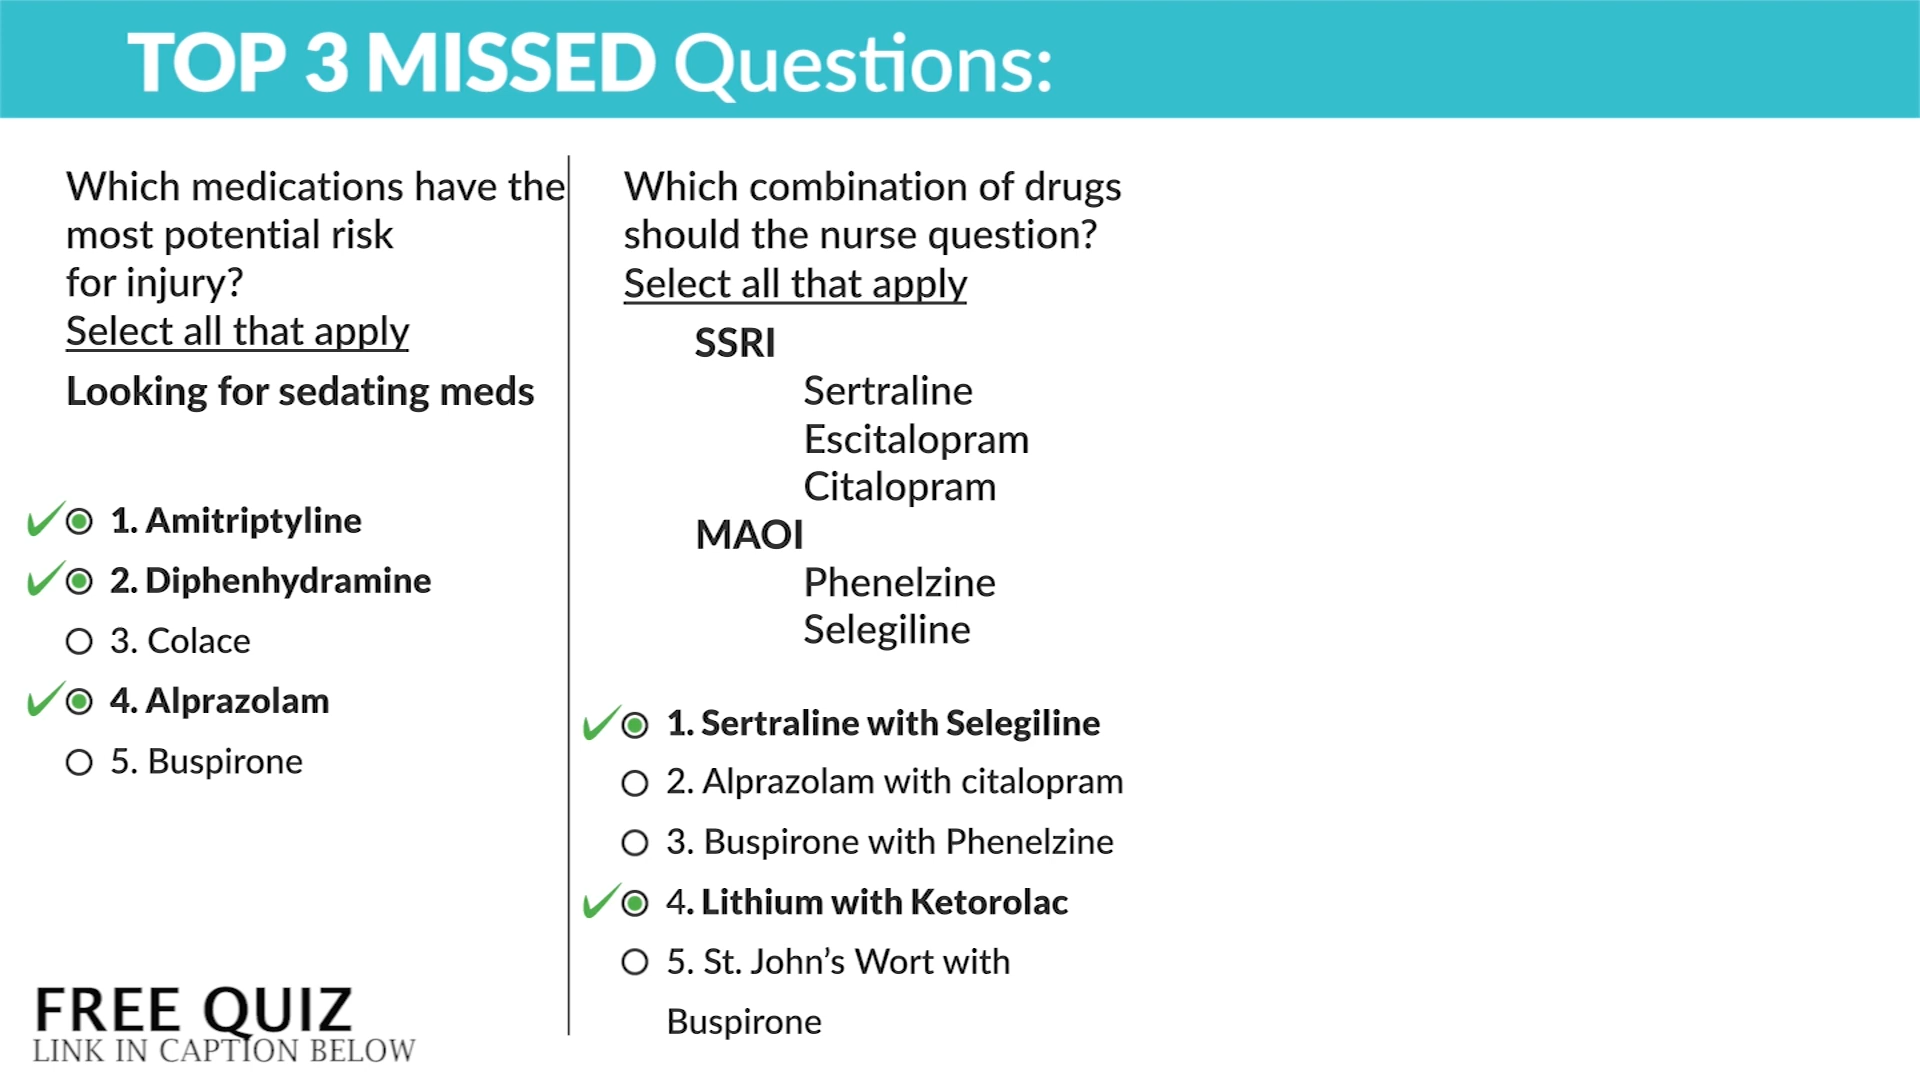 TOP 3 MISSED Questions:
Which medications have the
most potential risk
for injury?
Select all that apply
Looking for sedating meds
1. Amitriptyline
2. Diphenhydramine
3. Colace
4. Alprazolam
5. Buspirone
FREE QUIZ
LINK IN CAPTION BELOW
Which combination of drugs
should the nurse question?
Select all that apply
SSRI
Sertraline
Escitalopram
Citalopram
MAOI
Phenelzine
Selegiline
1. Sertraline with Selegiline
2. Alprazolam with citalopram
3. Buspirone with Phenelzine
4. Lithium with Ketorolac
5. St. John’s Wort with
Buspirone